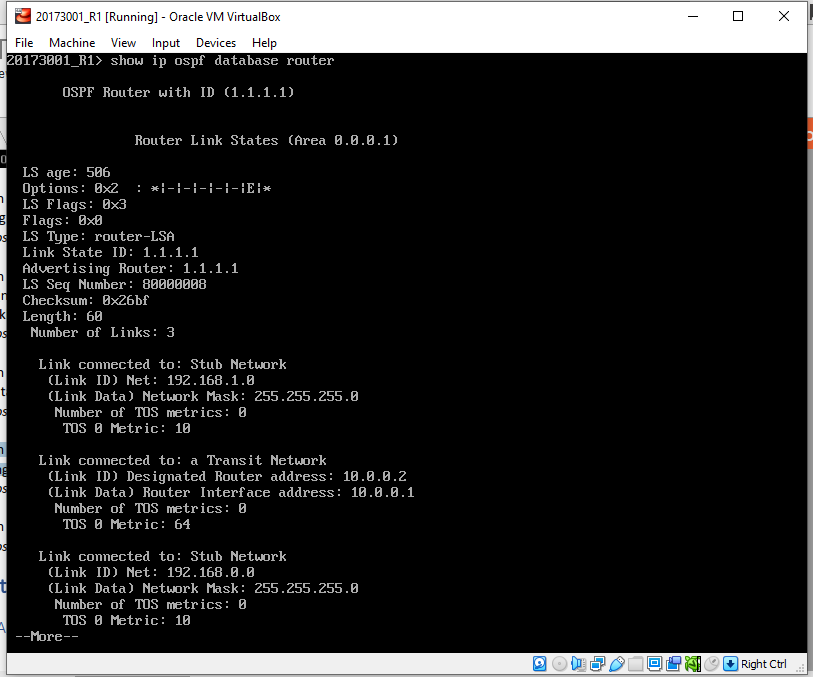 20173001_R1 [Running] - Oracle VM VirtualBox
File Machine View Input Devices Help
20173001_R1> show ip ospf database router
OSPF Router with ID (1.1.1.1)
Router Link States (Area 0.0.0.1)
LS age: 506
Options: 0x2 : *|-|-|-|-|-|E|*
LS Flags: 0x3
Flags: 0x0
LS Type: router-LSA
Link State ID: 1.1.1.1
Advertising Router: 1.1.1.1
LS Seq Number: 80000008
Checksum: 0x26bf
Length: 60
Number of Links: 3
Link connected to: Stub Network
(Link ID) Net: 192.168.1.0
(Link Data) Network Mask: 255.255.255.0
Number of TOS metrics: 0
TOS 0 Metric: 10
Link connected to: a Transit Network
(Link ID) Designated Router address: 10.0.0.2
(Link Data) Router Interface address: 10.0.0.1
Number of TOS metrics: 0
TOS 0 Metric: 64
Link connected to: Stub Network
(Link ID) Net: 192.168.0.0
(Link Data) Network Mask: 255.255.255.0
Number of TOS metrics: 0
TOS 0 Metric: 10
--More--
Right Ctrl